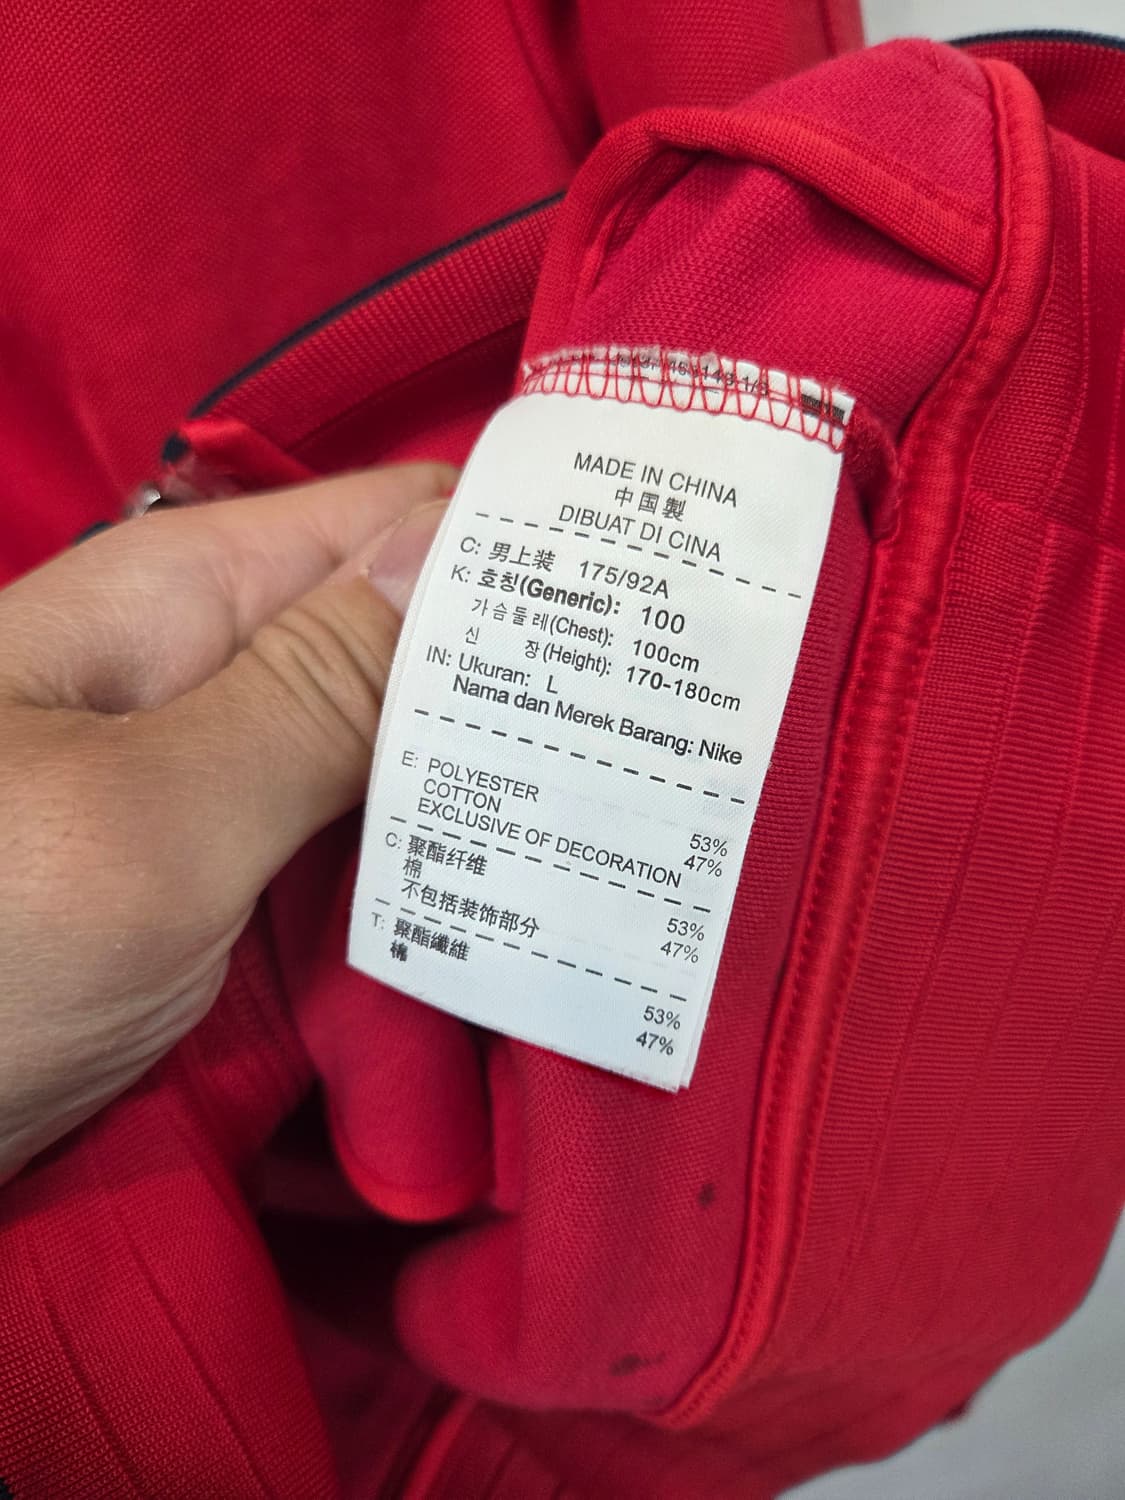 MADE IN CHINA
中国製
DIBUAT DI CINA
C: 男上装 175/92A
K: 호칭(Generic): 100
가슴둘레(Chest): 100cm
신 장(Height): 170-180cm
IN: Ukuran: L
Nama dan Merek Barang: Nike
E: POLYESTER 53%
COTTON 47%
EXCLUSIVE OF DECORATION
C: 聚酯纤维 53%
棉 47%
不包括装饰部分
T: 聚酯纖維 53%
棉 47%